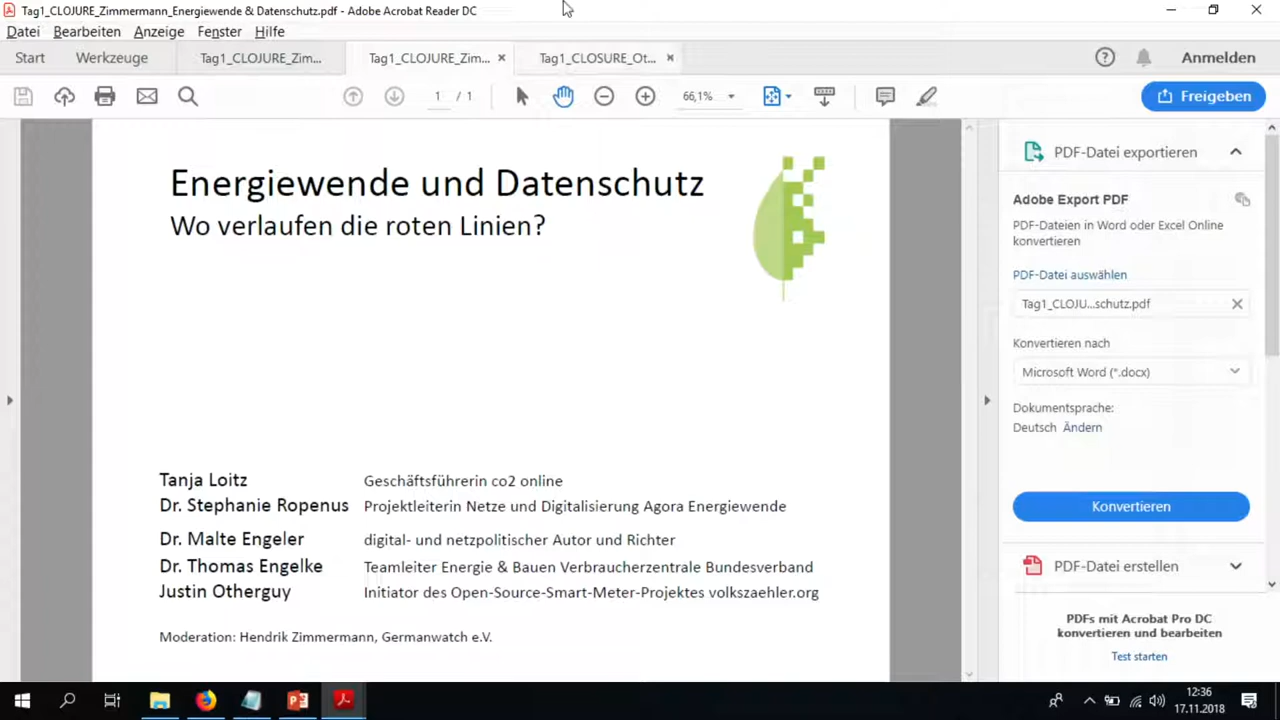 Tag1_CLOJURE_Zimmermann_Energiewende & Datenschutz.pdf - Adobe Acrobat Reader DC
Datei Bearbeiten Anzeige Fenster Hilfe
Start Werkzeuge Tag1_CLOJURE_Zim... Tag1_CLOJURE_Zim... Tag1_CLOSURE_Ot... Anmelden
1 / 1 66,1% Freigeben
Energiewende und Datenschutz
Wo verlaufen die roten Linien?
Tanja Loitz Geschäftsführerin co2 online
Dr. Stephanie Ropenus Projektleiterin Netze und Digitalisierung Agora Energiewende
Dr. Malte Engeler digital- und netzpolitischer Autor und Richter
Dr. Thomas Engelke Teamleiter Energie & Bauen Verbraucherzentrale Bundesverband
Justin Otherguy Initiator des Open-Source-Smart-Meter-Projektes volkszaehler.org
Moderation: Hendrik Zimmermann, Germanwatch e.V.
PDF-Datei exportieren
Adobe Export PDF
PDF-Dateien in Word oder Excel Online
konvertieren
PDF-Datei auswählen
Tag1_CLOJU...schutz.pdf
Konvertieren nach
Microsoft Word (*.docx)
Dokumentsprache:
Deutsch Ändern
Konvertieren
PDF-Datei erstellen
PDFs mit Acrobat Pro DC
konvertieren und bearbeiten
Test starten
12:36
17.11.2018